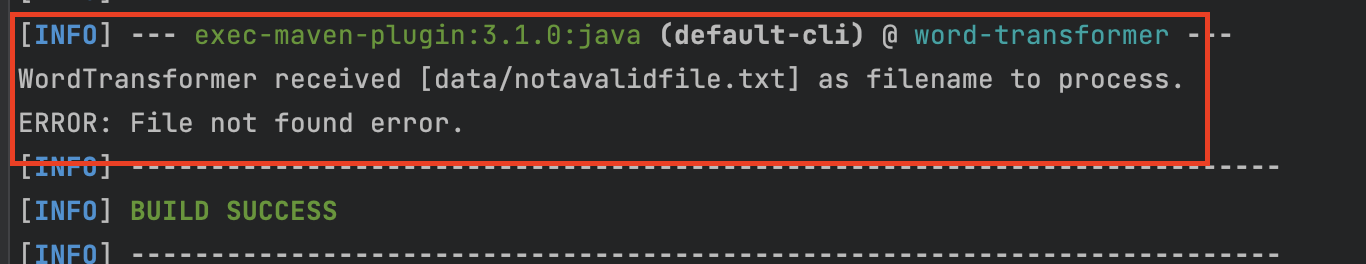 [INFO] --- exec-maven-plugin:3.1.0:java (default-cli) @ word-transformer ---
WordTransformer received [data/notavalidfile.txt] as filename to process.
ERROR: File not found error.
[INFO] ------------------------------------------------------------------------
[INFO] BUILD SUCCESS
[INFO] ------------------------------------------------------------------------